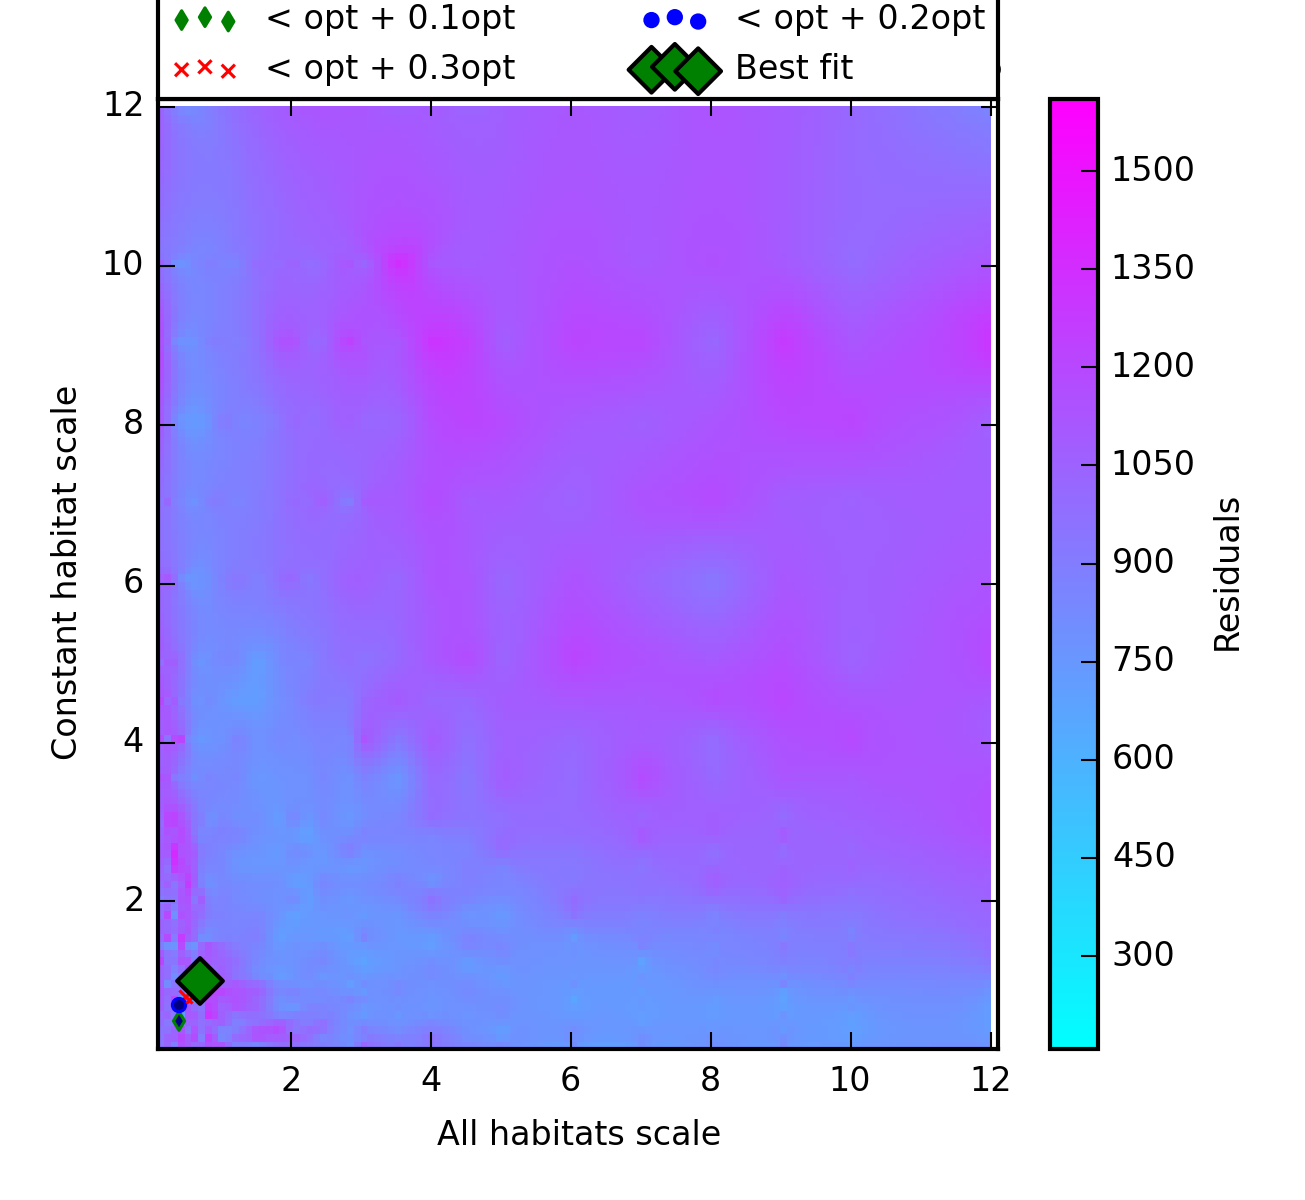 < opt + 0.1opt
< opt + 0.2opt
< opt + 0.3opt
Best fit
12
10
8
6
4
2
Constant habitat scale
2 4 6 8 10 12
All habitats scale
1500
1350
1200
1050
900
750
600
450
300
Residuals